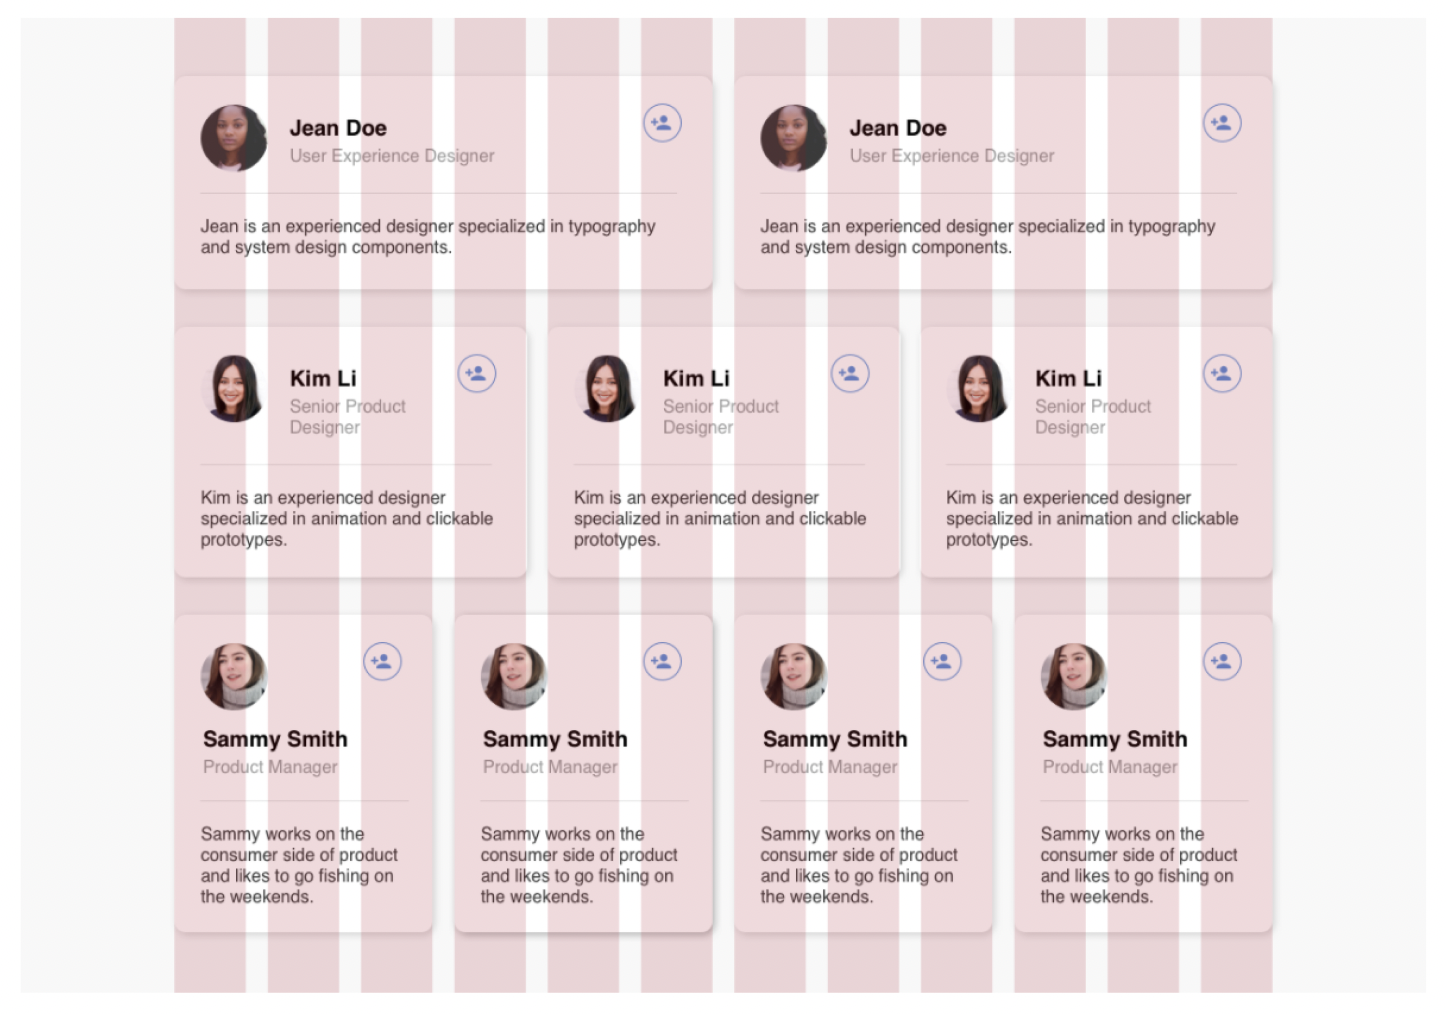 Jean Doe
User Experience Designer
Jean is an experienced designer specialized in typography
and system design components.
Jean Doe
User Experience Designer
Jean is an experienced designer specialized in typography
and system design components.
Kim Li
Senior Product
Designer
Kim is an experienced designer
specialized in animation and clickable
prototypes.
Kim Li
Senior Product
Designer
Kim is an experienced designer
specialized in animation and clickable
prototypes.
Kim Li
Senior Product
Designer
Kim is an experienced designer
specialized in animation and clickable
prototypes.
Sammy Smith
Product Manager
Sammy works on the
consumer side of product
and likes to go fishing on
the weekends.
Sammy Smith
Product Manager
Sammy works on the
consumer side of product
and likes to go fishing on
the weekends.
Sammy Smith
Product Manager
Sammy works on the
consumer side of product
and likes to go fishing on
the weekends.
Sammy Smith
Product Manager
Sammy works on the
consumer side of product
and likes to go fishing on
the weekends.